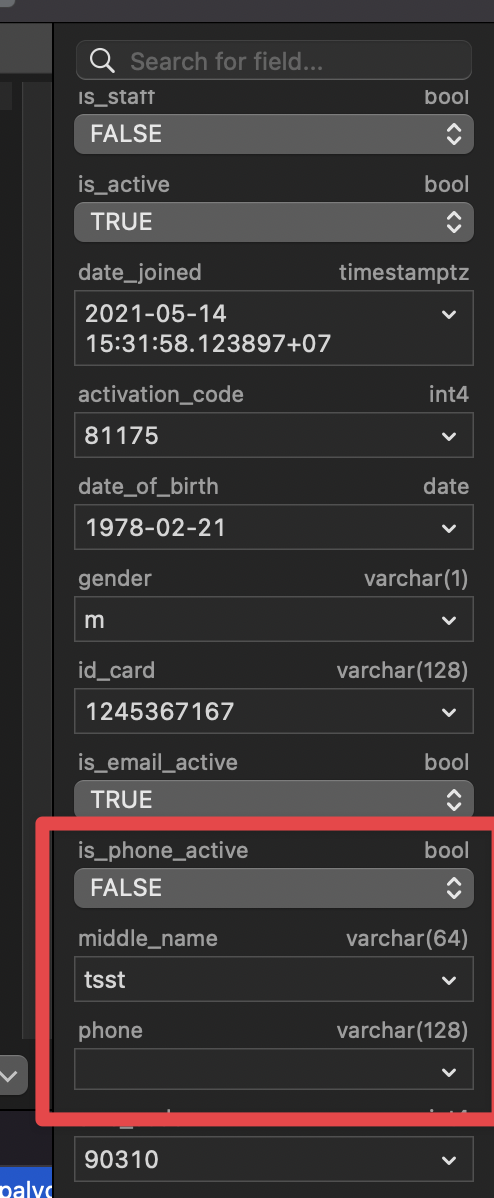 Search for field...
is_staff bool
FALSE
is_active bool
TRUE
date_joined timestamptz
2021-05-14
15:31:58.123897+07
activation_code int4
81175
date_of_birth date
1978-02-21
gender varchar(1)
m
id_card varchar(128)
1245367167
is_email_active bool
TRUE
is_phone_active bool
FALSE
middle_name varchar(64)
tsst
phone varchar(128)
90310